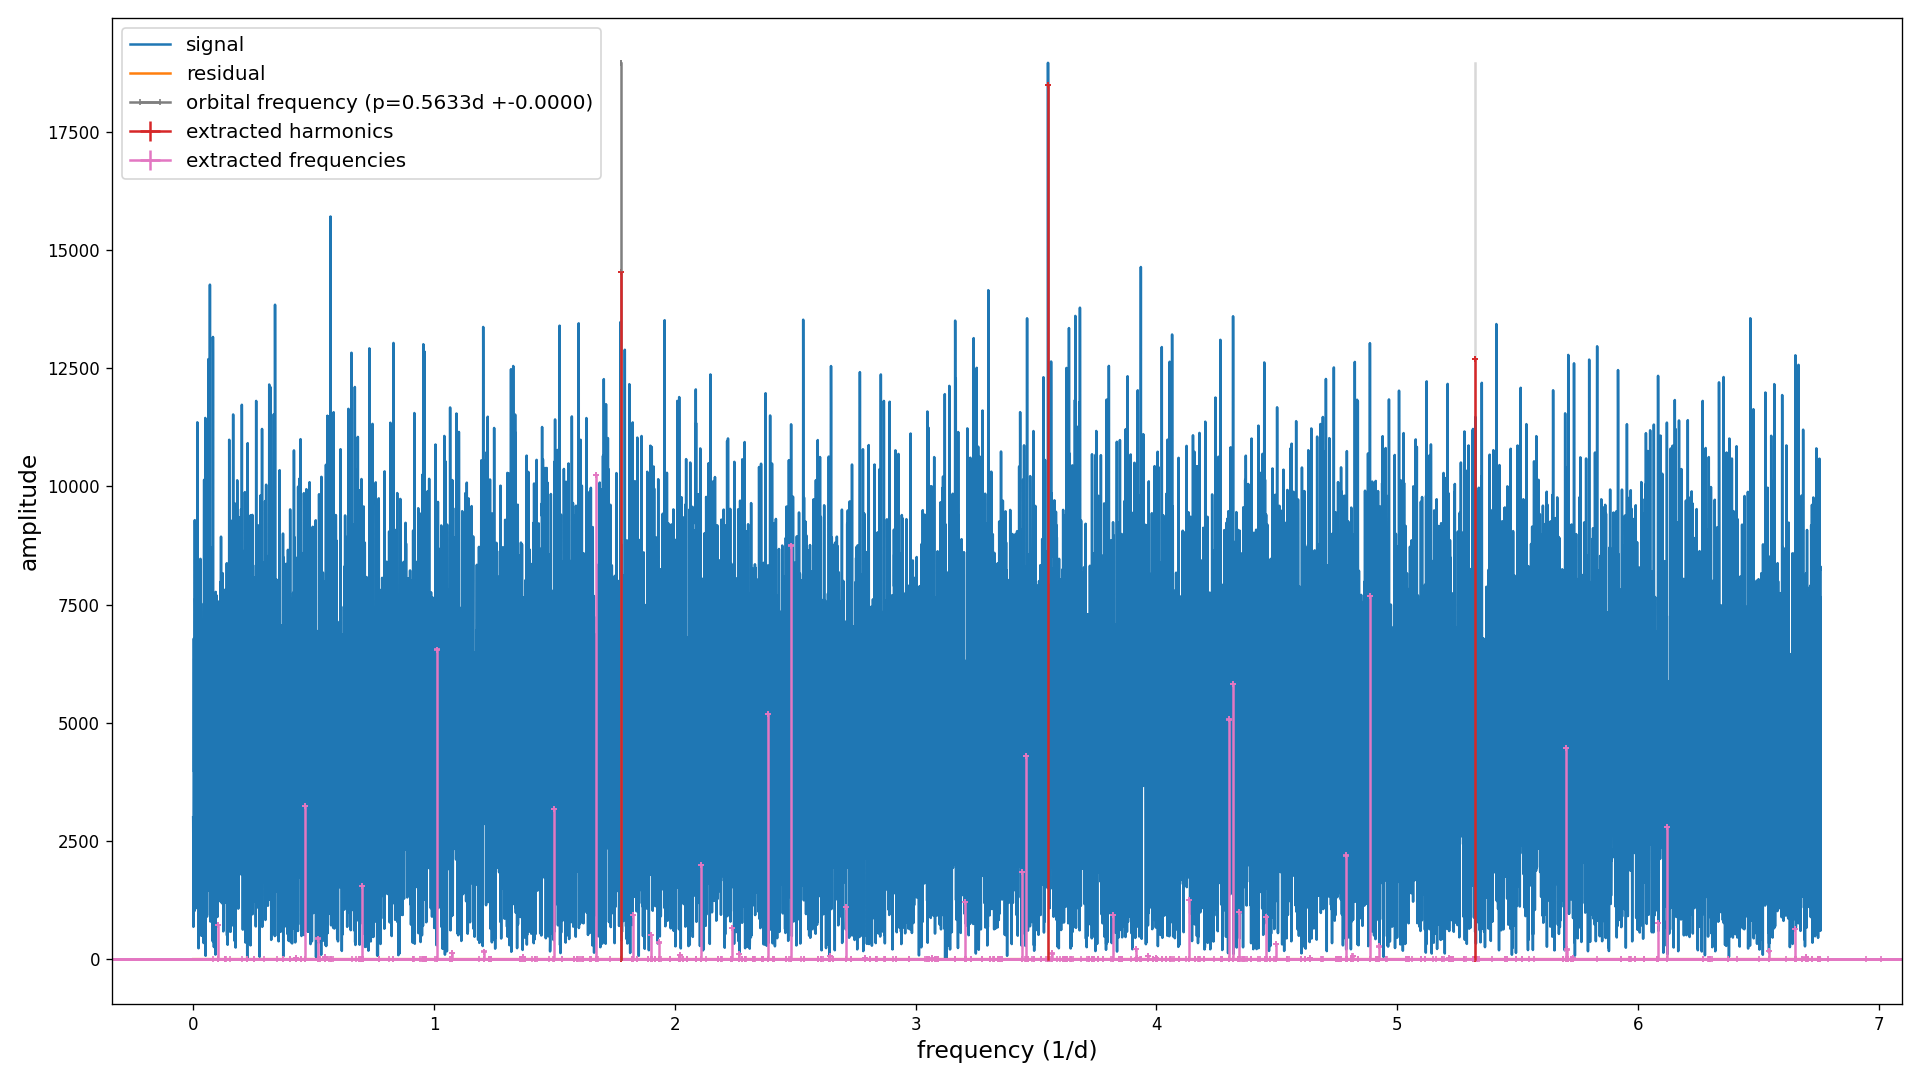 signal
residual
orbital frequency (p=0.5633d +-0.0000)
extracted harmonics
extracted frequencies
17500
15000
12500
10000
7500
5000
2500
0
amplitude
0 1 2 3 4 5 6 7
frequency (1/d)